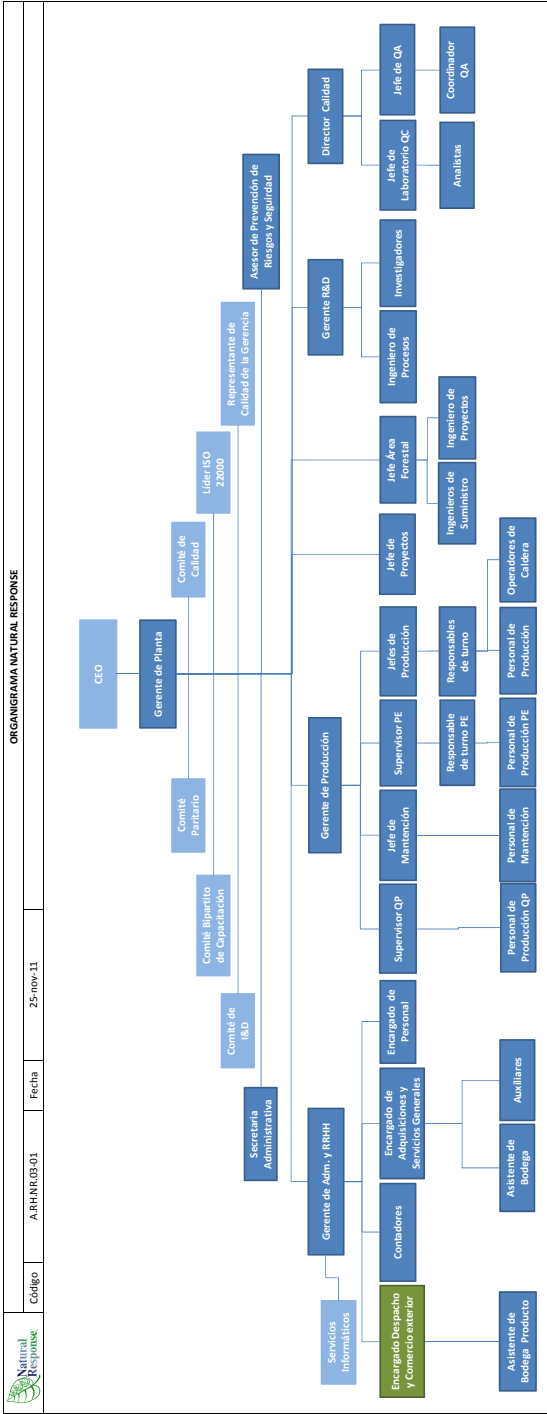 Natural
Response
Código
A.RH.NR.03-01
Fecha
25-nov-11
ORGANIGRAMA NATURAL RESPONSE
CEO
Gerente de Planta
Comité
Paritario
Comité de
Calidad
Comité Bipartito
de Capacitación
Líder ISO
22000
Comité de
I&D
Representante de
Calidad de la Gerencia
Secretaria
Administrativa
Asesor de Prevención de
Riesgos y Seguirdad
Gerente de Adm. y RRHH
Gerente de Producción
Gerente R&D
Director Calidad
Servicios
Informáticos
Encargado Despacho
y Comercio exterior
Contadores
Encargado de
Adquisiciones y
Servicios Generales
Encargado de
Personal
Supervisor QP
Jefe de
Mantención
Supervisor PE
Jefes de
Producción
Jefe de
Proyectos
Jefe Área
Forestal
Ingeniero de
Procesos
Investigadores
Jefe de
Laboratorio QC
Jefe de QA
Responsable
de turno PE
Responsables
de turno
Ingenieros de
Suministro
Ingeniero de
Proyectos
Analistas
Coordinador
QA
Asistente de
Bodega Producto
Asistente de
Bodega
Auxiliares
Personal de
Producción QP
Personal de
Mantención
Personal de
Producción PE
Personal de
Producción
Operadores de
Caldera